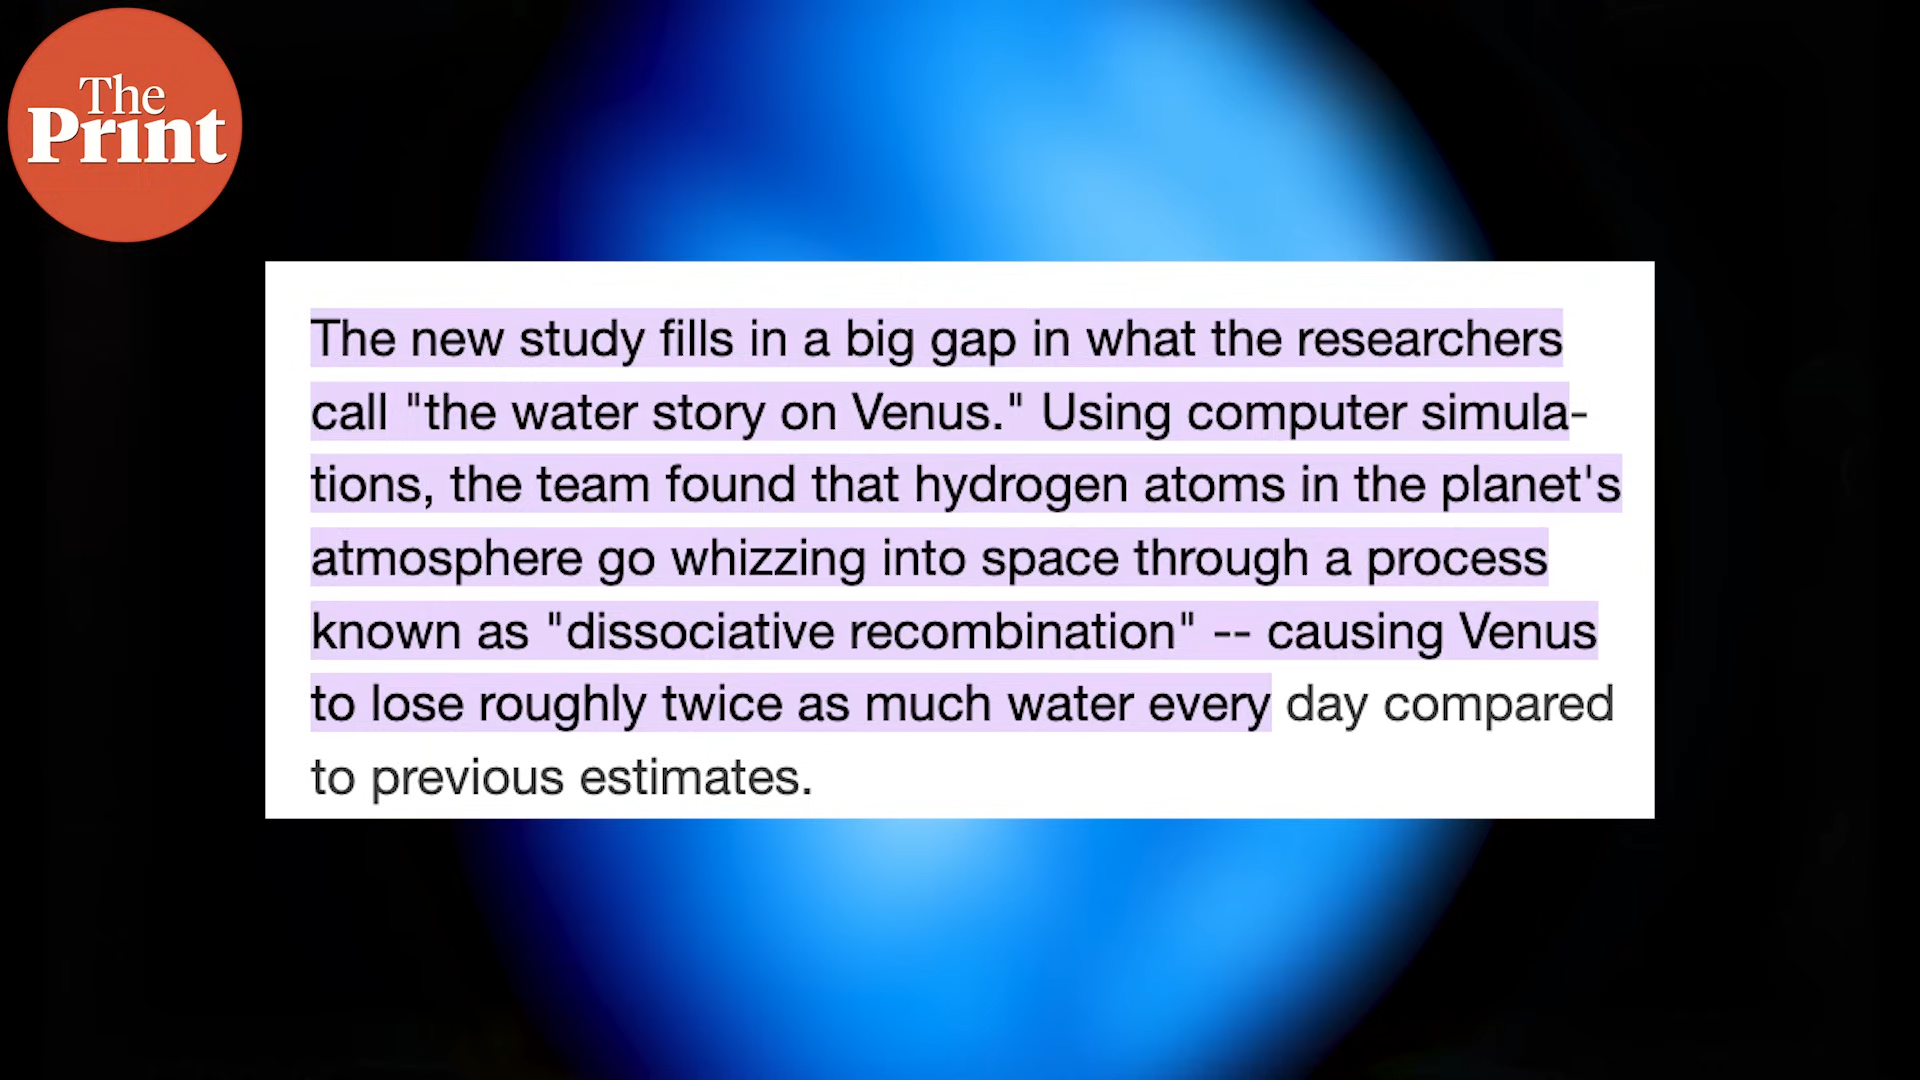 The
Print
The new study fills in a big gap in what the researchers
call "the water story on Venus." Using computer simula-
tions, the team found that hydrogen atoms in the planet's
atmosphere go whizzing into space through a process
known as "dissociative recombination" -- causing Venus
to lose roughly twice as much water every day compared
to previous estimates.